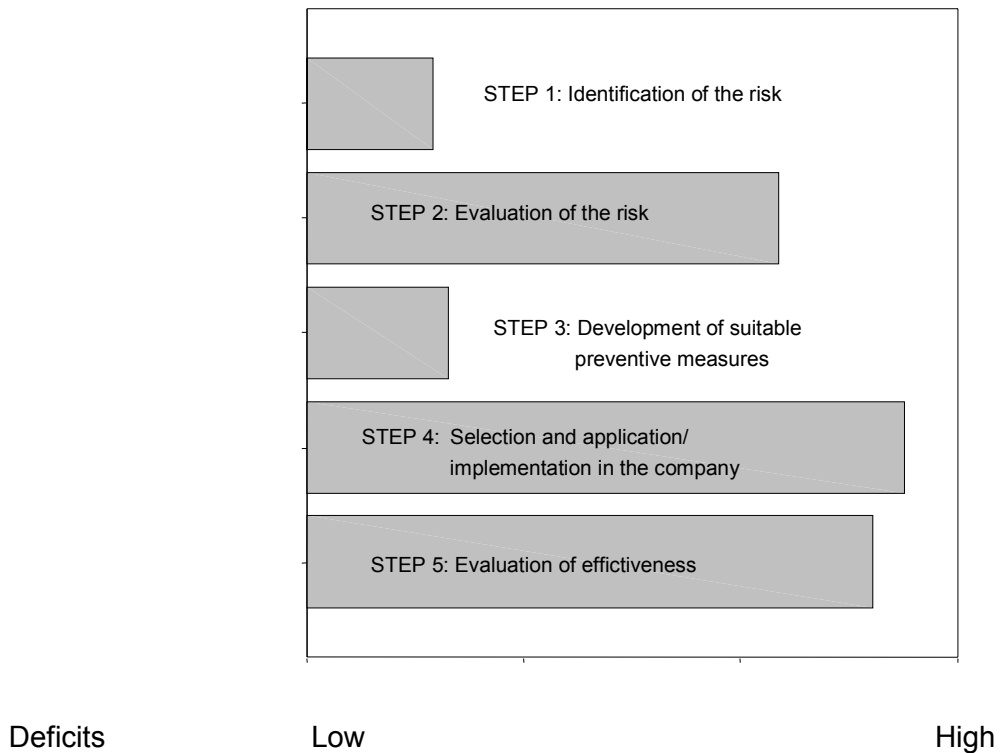 STEP 1: Identification of the risk
STEP 2: Evaluation of the risk
STEP 3: Development of suitable
preventive measures
STEP 4: Selection and application/
implementation in the company
STEP 5: Evaluation of effictiveness
Deficits Low High